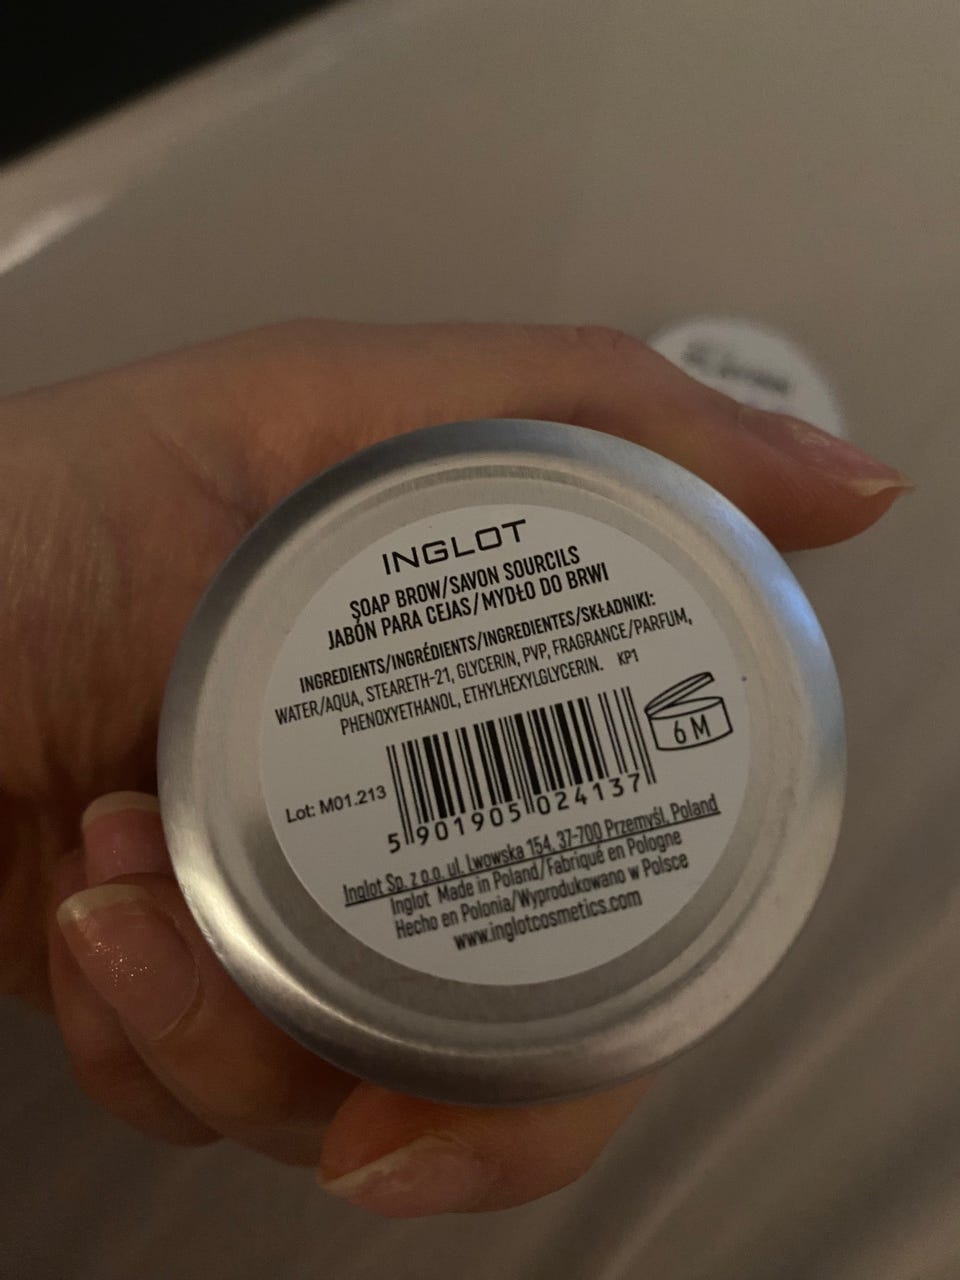 INGLOT
SOAP BROW/SAVON SOURCILS
JABÓN PARA CEJAS/MYDŁO DO BRWI
INGREDIENTS/INGRÉDIENTS/INGREDIENTES/SKŁADNIKI:
WATER/AQUA, STEARETH-21, GLYCERIN, PVP, FRAGRANCE/PARFUM,
PHENOXYETHANOL, ETHYLHEXYLGLYCERIN. KP1
6 M
Lot: M01.213
5 901905 024137
Inglot Sp. z o.o. ul. Lwowska 154, 37-700 Przemyśl, Poland
Inglot Made in Poland/Fabriqué en Pologne
Hecho en Polonia/Wyprodukowano w Polsce
www.inglotcosmetics.com